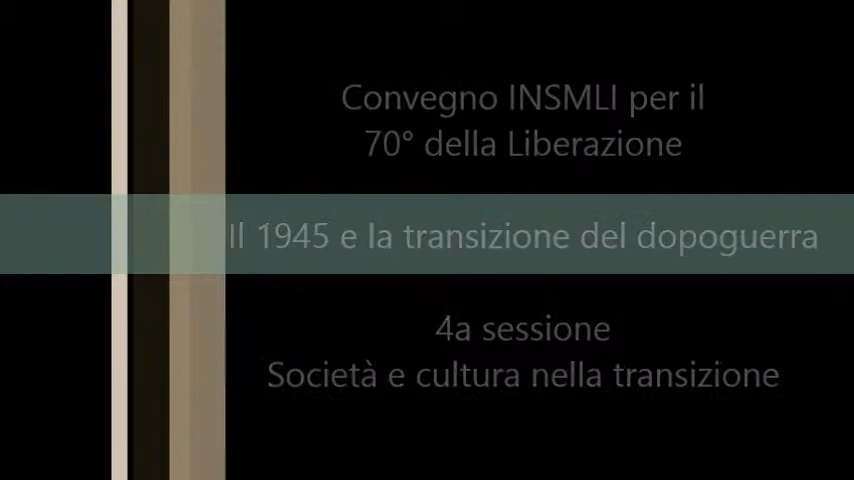 Convegno INSMLI per il
70° della Liberazione
Il 1945 e la transizione del dopoguerra
4a sessione
Società e cultura nella transizione